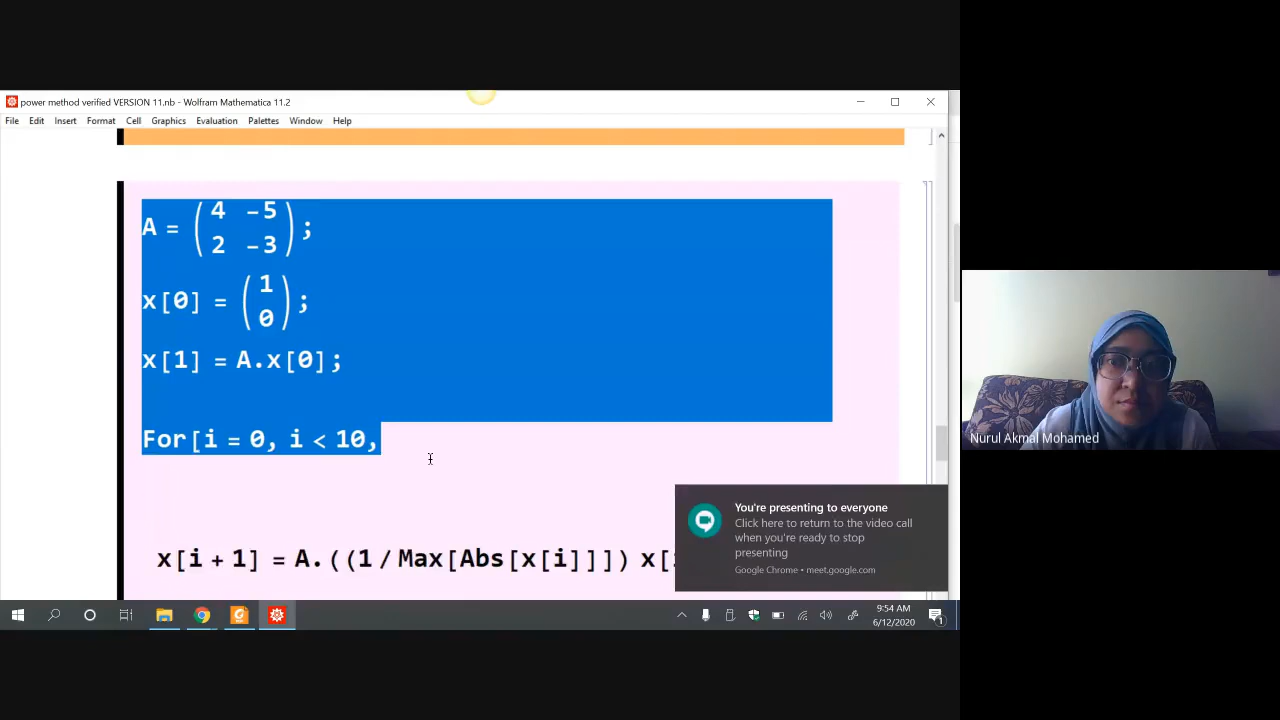 power method verified VERSION 11.nb - Wolfram Mathematica 11.2
File Edit Insert Format Cell Graphics Evaluation Palettes Window Help
A = ( 4 -5
2 -3 ) ;
x[0] = ( 1
0 ) ;
x[1] = A.x[0];
For[i = 0, i < 10,
x[i + 1] = A.((1 / Max[Abs[x[i]]]) x[
You're presenting to everyone
Click here to return to the video call
when you're ready to stop
presenting
Google Chrome • meet.google.com
Nurul Akmal Mohamed
9:54 AM
6/12/2020
1